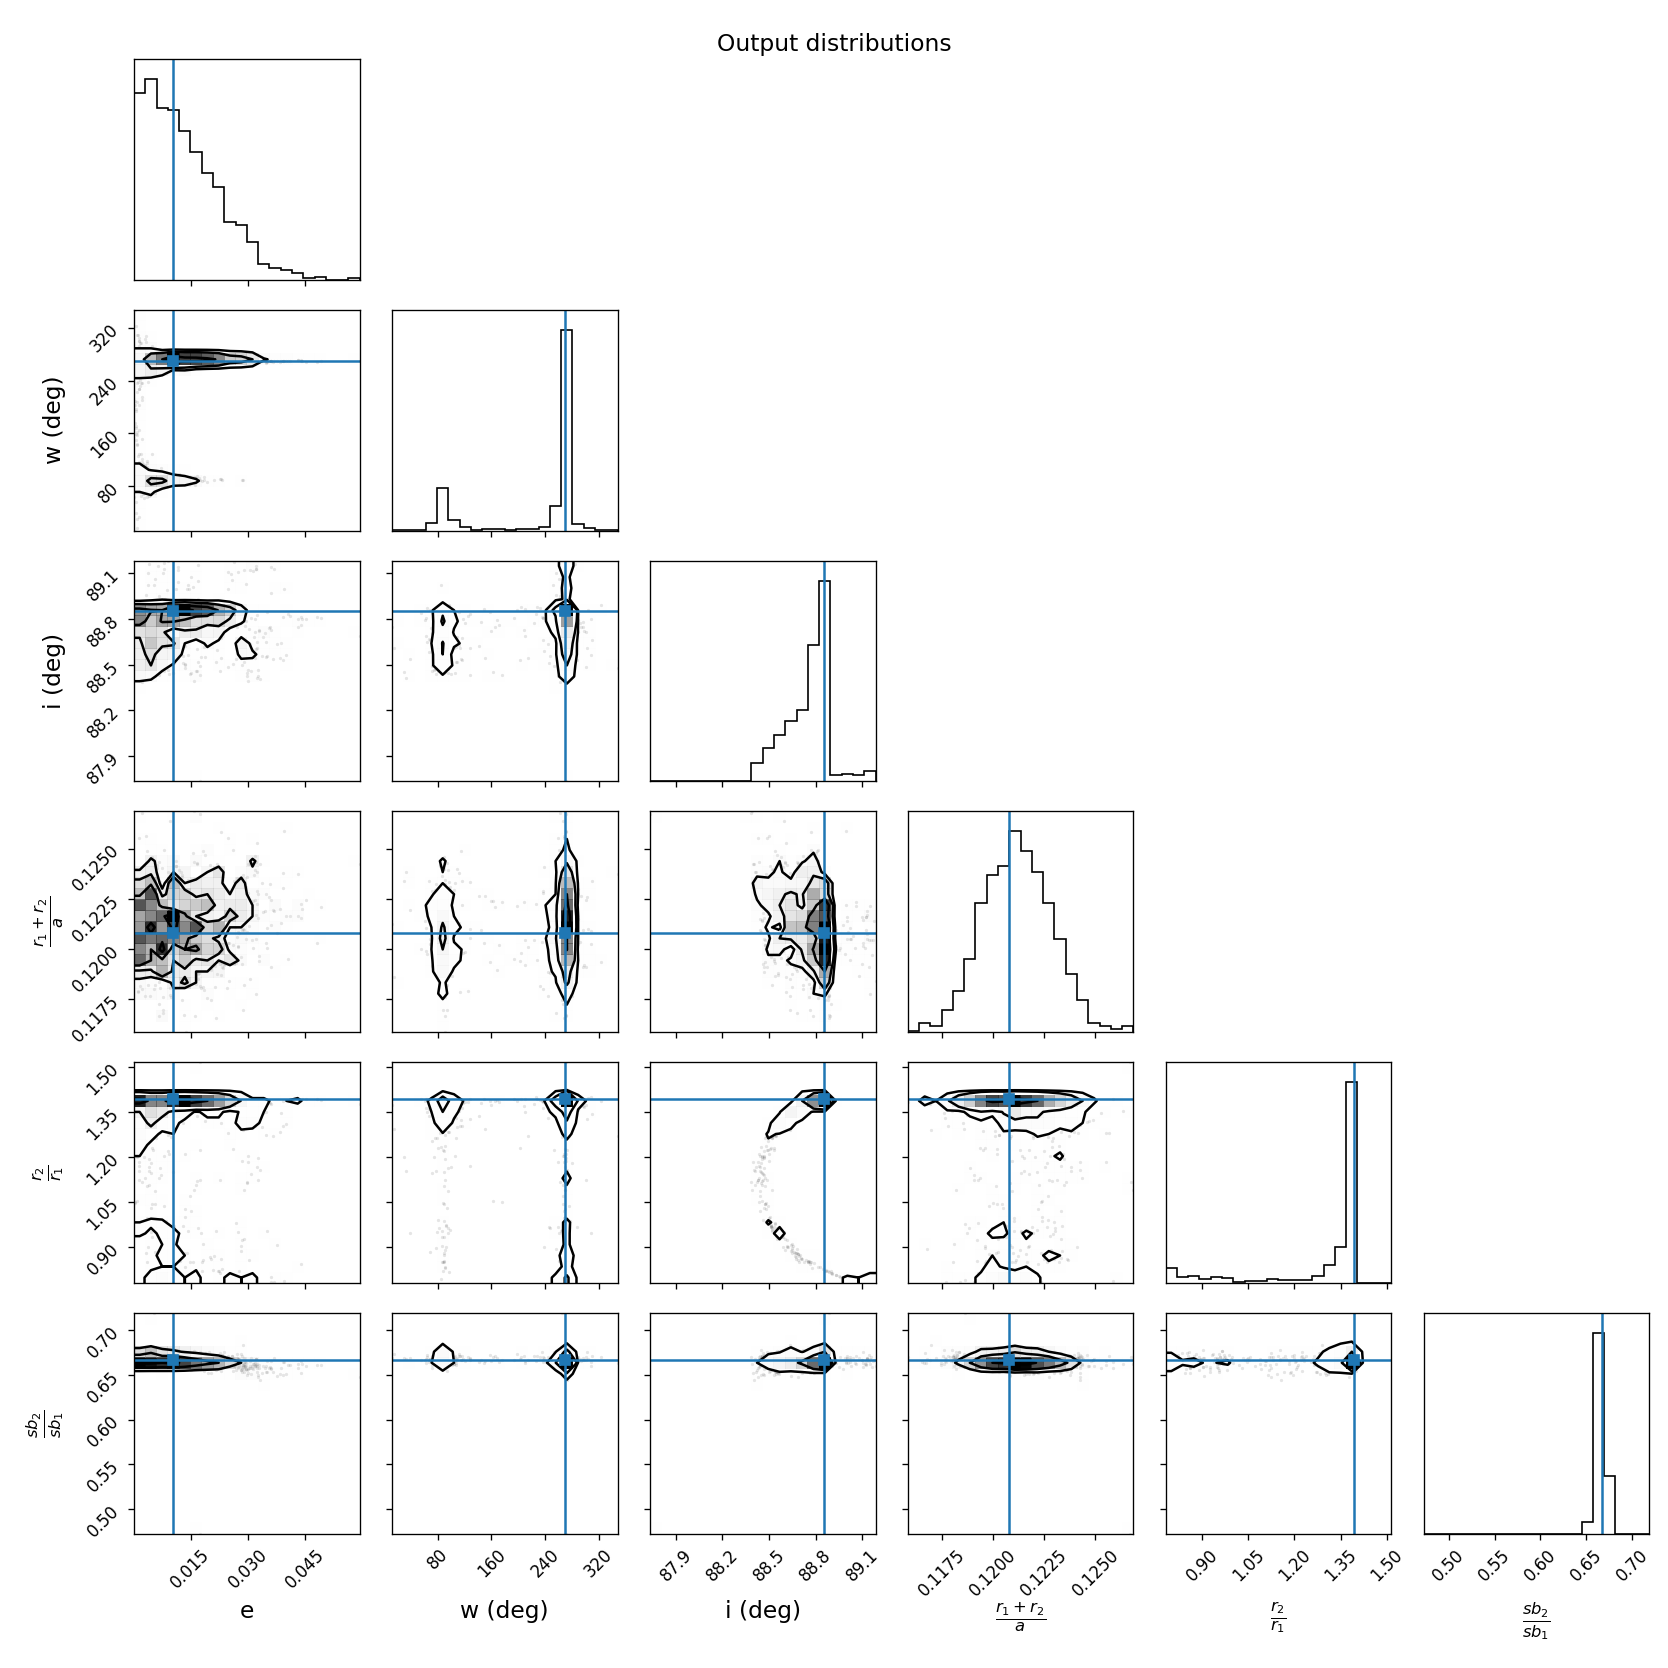 Output distributions
w (deg)
320
240
160
80
i (deg)
89.1
88.8
88.5
88.2
87.9
r1 + r2
a
0.1250
0.1225
0.1200
0.1175
r2
r1
1.50
1.35
1.20
1.05
0.90
sb2
sb1
0.70
0.65
0.60
0.55
0.50
0.015 0.030 0.045
80 160 240 320
87.9 88.2 88.5 88.8 89.1
0.1175 0.1200 0.1225 0.1250
0.90 1.05 1.20 1.35 1.50
0.50 0.55 0.60 0.65 0.70
e
w (deg)
i (deg)
r1 + r2
a
r2
r1
sb2
sb1